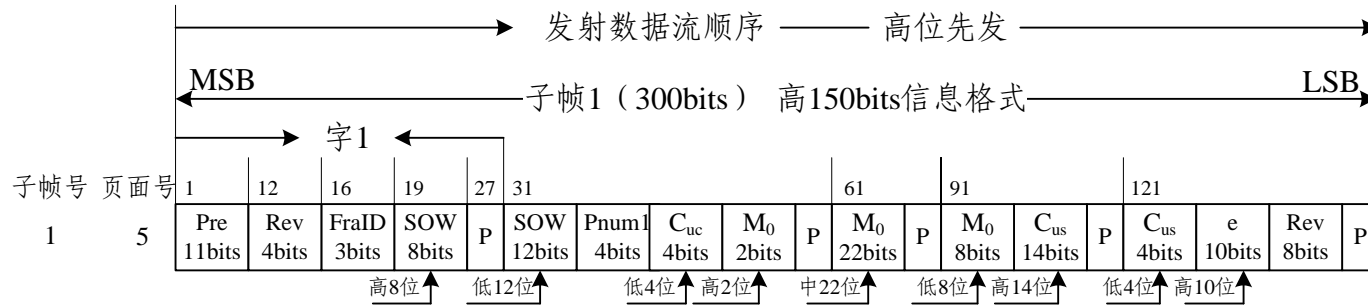 发射数据流顺序 高位先发
MSB LSB
子帧1（300bits） 高150bits信息格式
字1
子帧号 页面号 1 12 16 19 27 31 61 91 121
1 5 Pre 11bits Rev 4bits FraID 3bits SOW 8bits P SOW 12bits Pnum1 4bits Cuc 4bits M0 2bits P M0 22bits P M0 8bits Cus 14bits P Cus 4bits e 10bits Rev 8bits P
高8位 低12位 低4位 高2位 中22位 低8位 高14位 低4位 高10位